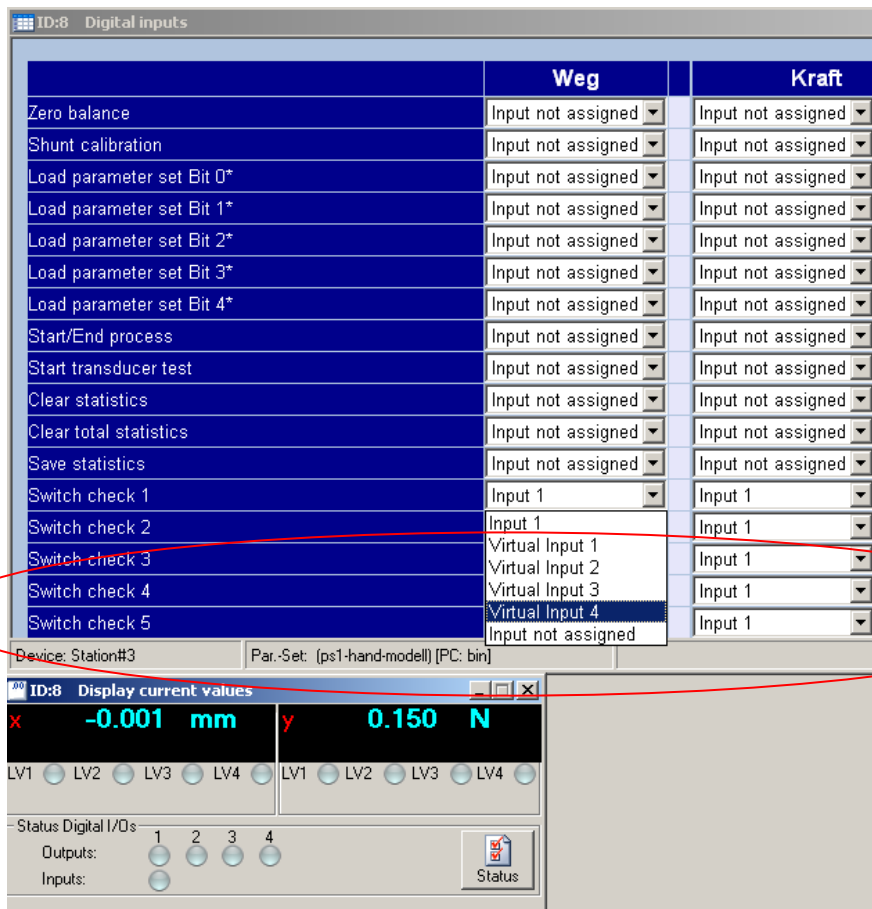 ID:8 Digital inputs
Weg Kraft
Zero balance Input not assigned Input not assigned
Shunt calibration Input not assigned Input not assigned
Load parameter set Bit 0* Input not assigned Input not assigned
Load parameter set Bit 1* Input not assigned Input not assigned
Load parameter set Bit 2* Input not assigned Input not assigned
Load parameter set Bit 3* Input not assigned Input not assigned
Load parameter set Bit 4* Input not assigned Input not assigned
Start/End process Input not assigned Input not assigned
Start transducer test Input not assigned Input not assigned
Clear statistics Input not assigned Input not assigned
Clear total statistics Input not assigned Input not assigned
Save statistics Input not assigned Input not assigned
Switch check 1 Input 1 Input 1
Switch check 2 Input 1 Input 1
Virtual Input 1
Switch check 3 Virtual Input 2 Input 1
Switch check 4 Virtual Input 3 Input 1
Virtual Input 4
Switch check 5 Input not assigned Input 1
Device: Station#3 Par.-Set: (ps1-hand-modell) [PC: bin]
.00 ID:8 Display current values
x -0.001 mm y 0.150 N
LV1 LV2 LV3 LV4 LV1 LV2 LV3 LV4
Status Digital I/Os
1 2 3 4
Outputs:
Inputs: Status